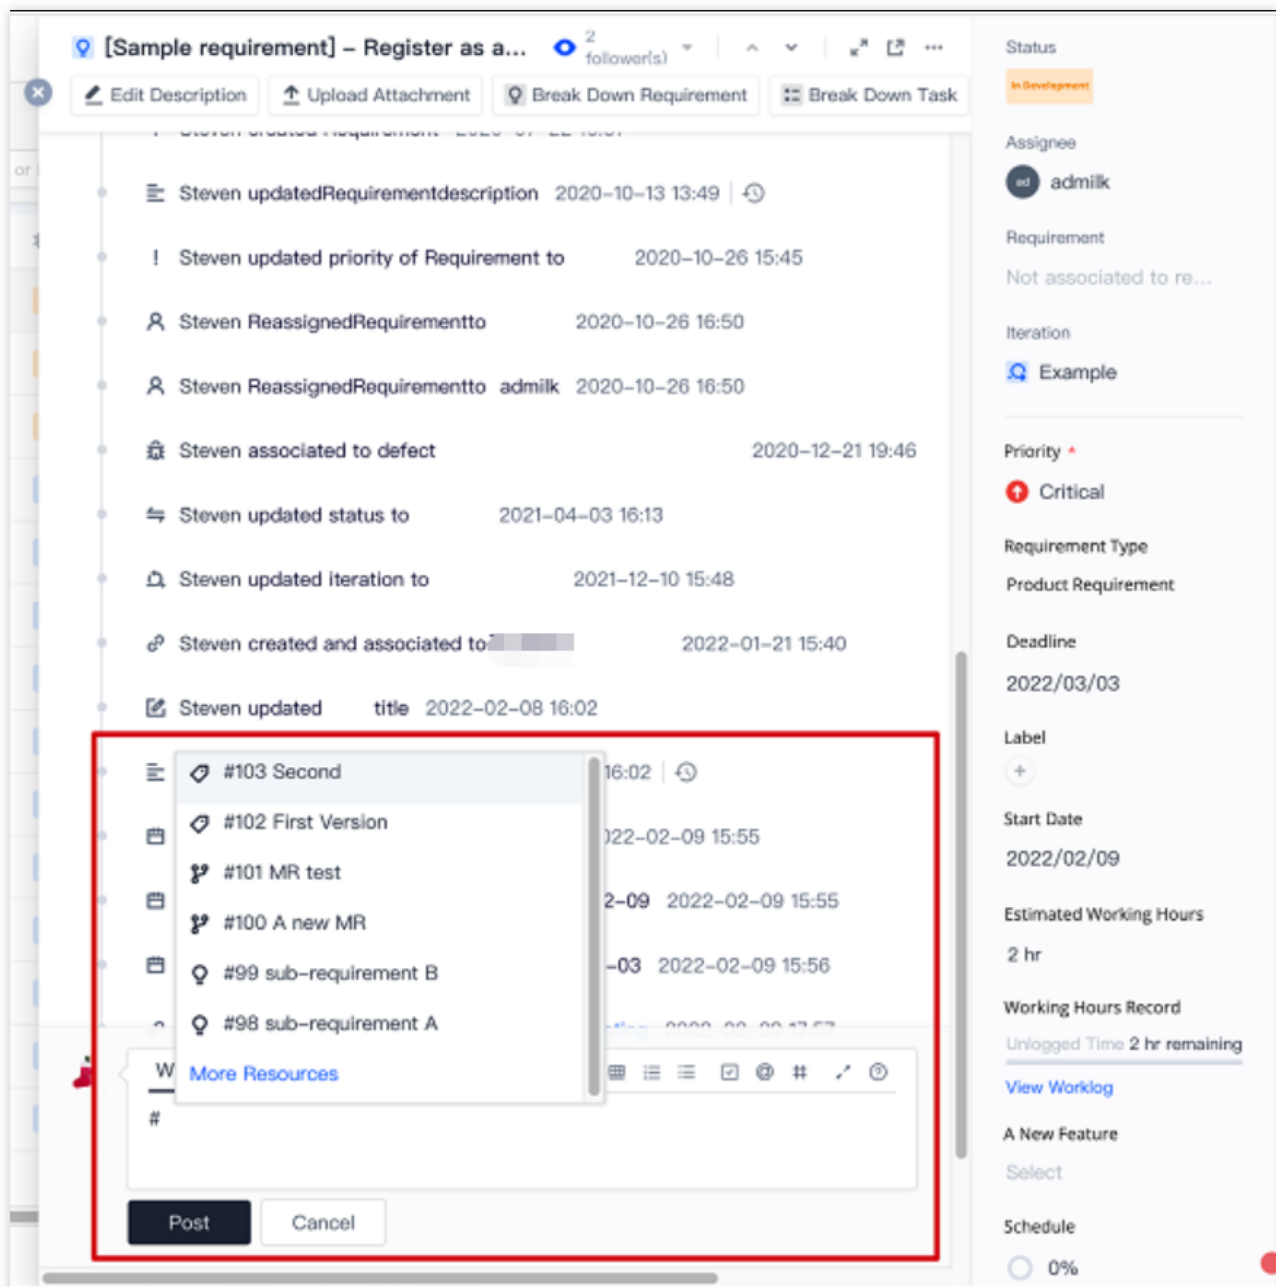 [Sample requirement] – Register as a...
2
follower(s)
Edit Description
Upload Attachment
Break Down Requirement
Break Down Task
or
Steven created Requirement
Steven updatedRequirementdescription 2020-10-13 13:49
Steven updated priority of Requirement to 2020-10-26 15:45
Steven ReassignedRequirementto 2020-10-26 16:50
Steven ReassignedRequirementto admilk 2020-10-26 16:50
Steven associated to defect 2020-12-21 19:46
Steven updated status to 2021-04-03 16:13
Steven updated iteration to 2021-12-10 15:48
Steven created and associated to 2022-01-21 15:40
Steven updated title 2022-02-08 16:02
#103 Second
16:02
#102 First Version
022-02-09 15:55
#101 MR test
2-09 2022-02-09 15:55
#100 A new MR
#99 sub-requirement B
-03 2022-02-09 15:56
#98 sub-requirement A
More Resources
W
#
Post
Cancel
Status
In Development
Assignee
ad admilk
Requirement
Not associated to re...
Iteration
Example
Priority *
Critical
Requirement Type
Product Requirement
Deadline
2022/03/03
Label
+
Start Date
2022/02/09
Estimated Working Hours
2 hr
Working Hours Record
Unlogged Time 2 hr remaining
View Worklog
A New Feature
Select
Schedule
0%